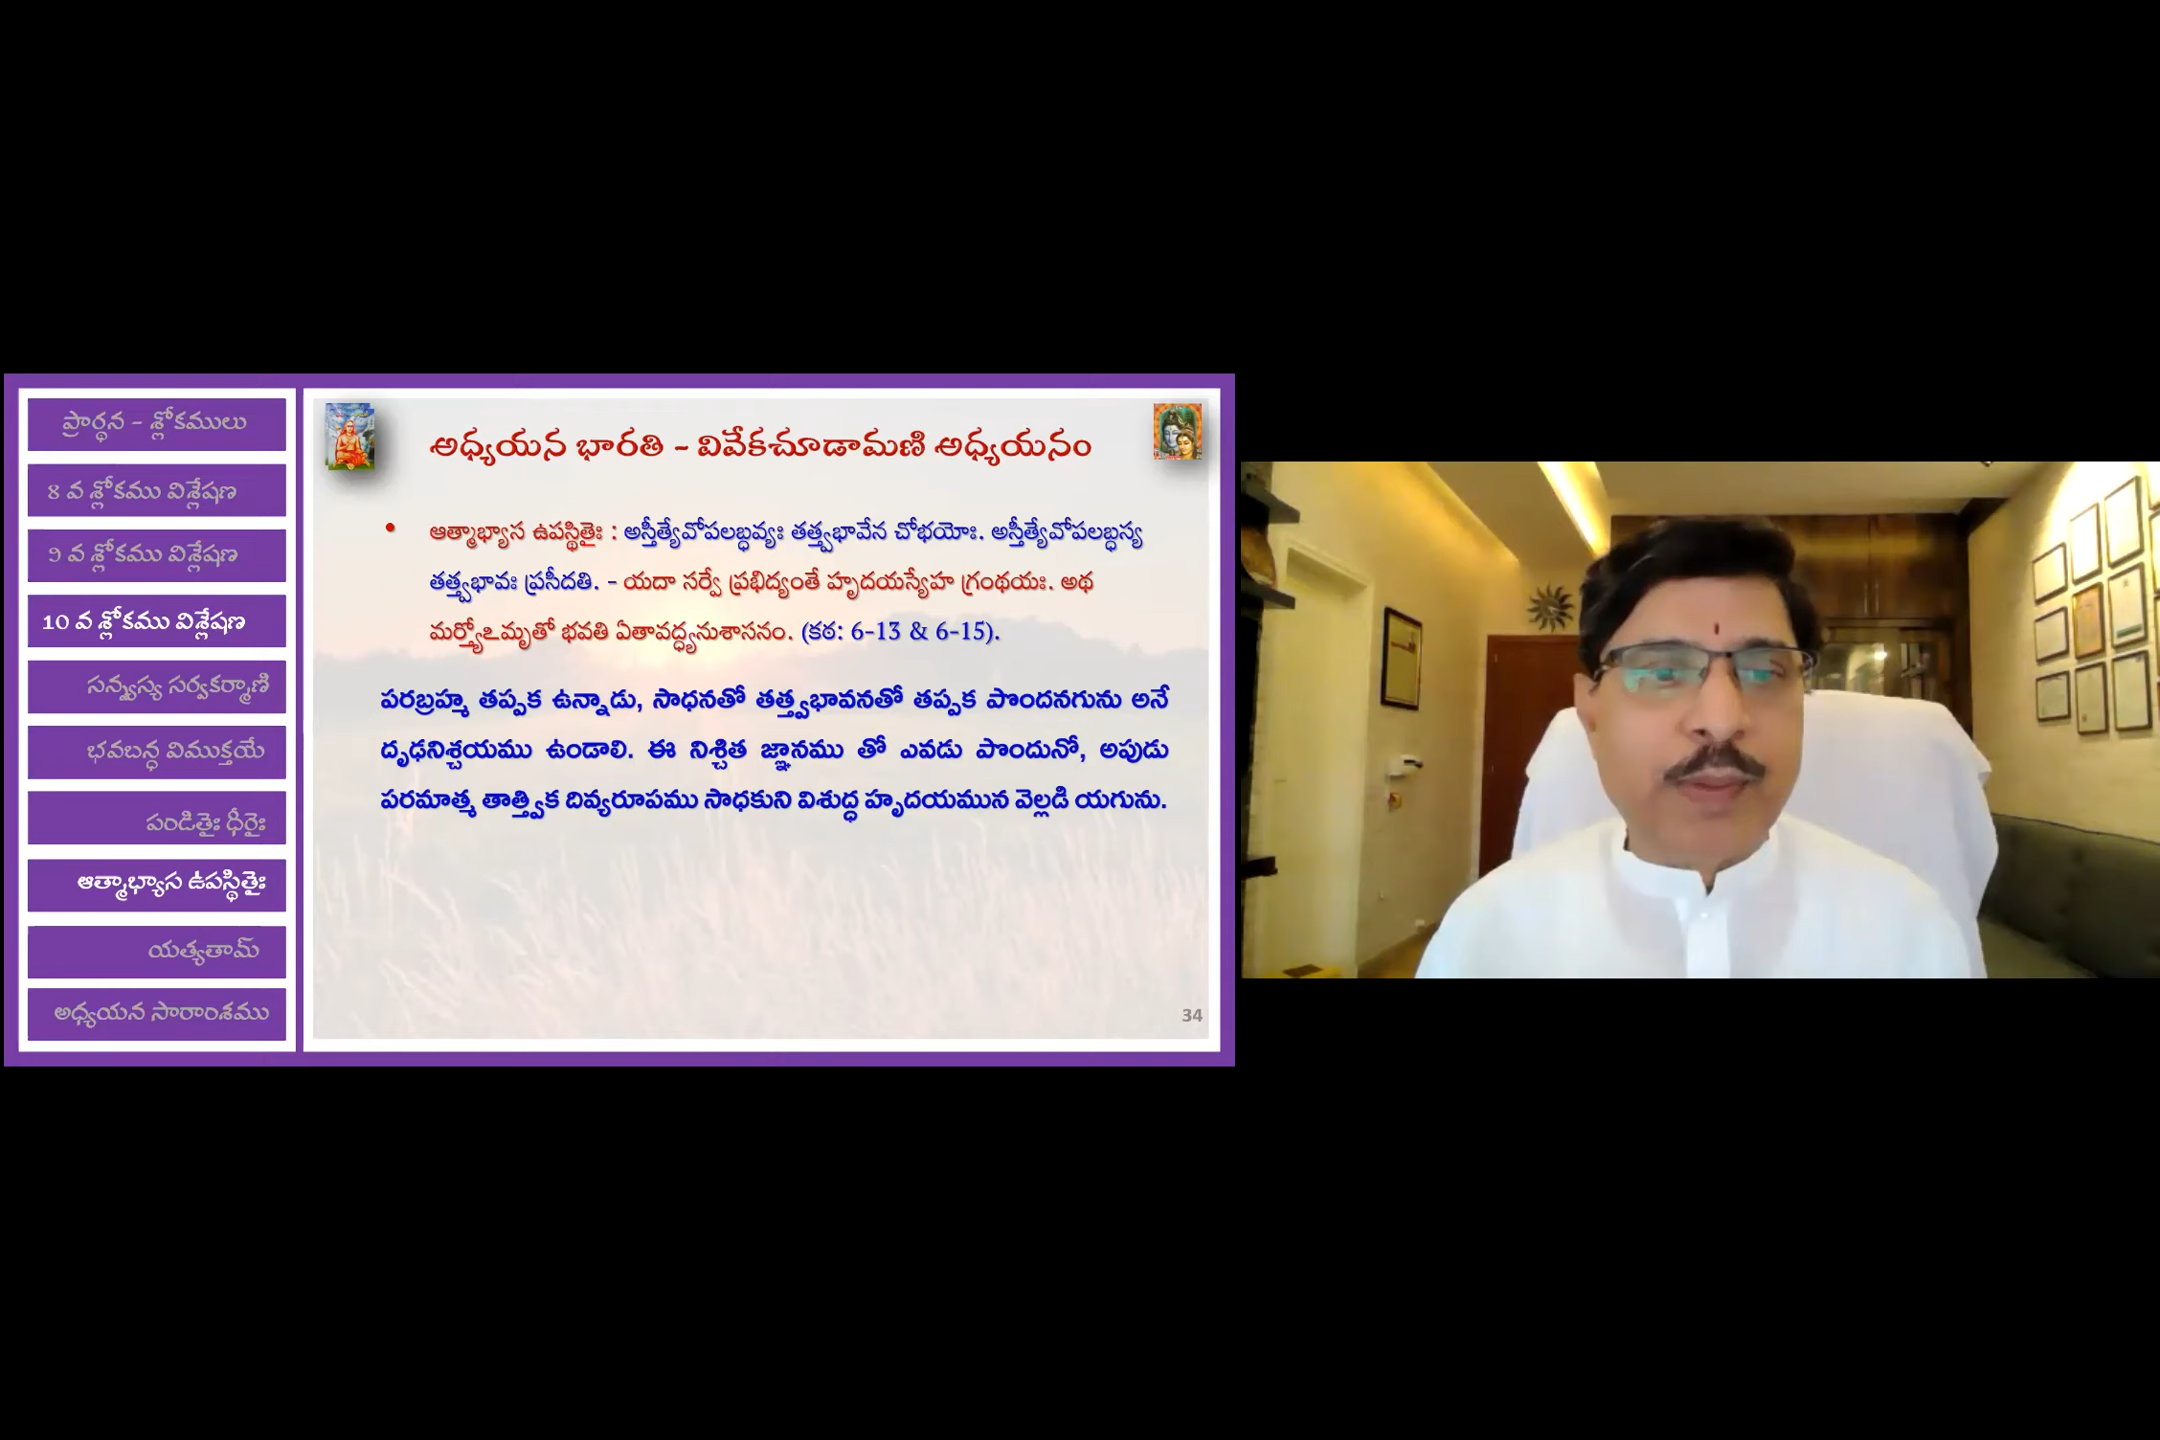 ప్రార్థన - శ్లోకములు
8 వ శ్లోకము విశ్లేషణ
9 వ శ్లోకము విశ్లేషణ
10 వ శ్లోకము విశ్లేషణ
సన్న్యస్య సర్వకర్మాణి
భవబన్ధ విముక్తయే
పండితైః ధీరైః
ఆత్మాభ్యాస ఉపస్థితైః
యత్యతామ్
అధ్యయన సారాంశము
అధ్యయన భారతి - వివేకచూడామణి అధ్యయనం
• ఆత్మాభ్యాస ఉపస్థితైః : అస్తీత్యేవోపలబ్ధవ్యః తత్త్వభావేన చోభయోః. అస్తీత్యేవోపలబ్ధస్య
తత్త్వభావః ప్రసీదతి. - యదా సర్వే ప్రభిద్యంతే హృదయస్యేహ గ్రంథయః. అథ
మర్త్యోఽమృతో భవతి ఏతావద్ధ్యనుశాసనం. (కఠ: 6-13 & 6-15).
పరబ్రహ్మ తప్పక ఉన్నాడు, సాధనతో తత్త్వభావనతో తప్పక పొందనగును అనే
దృఢనిశ్చయము ఉండాలి. ఈ నిశ్చిత జ్ఞానము తో ఎవడు పొందునో, అపుడు
పరమాత్మ తాత్త్విక దివ్యరూపము సాధకుని విశుద్ధ హృదయమున వెల్లడి యగును.
34